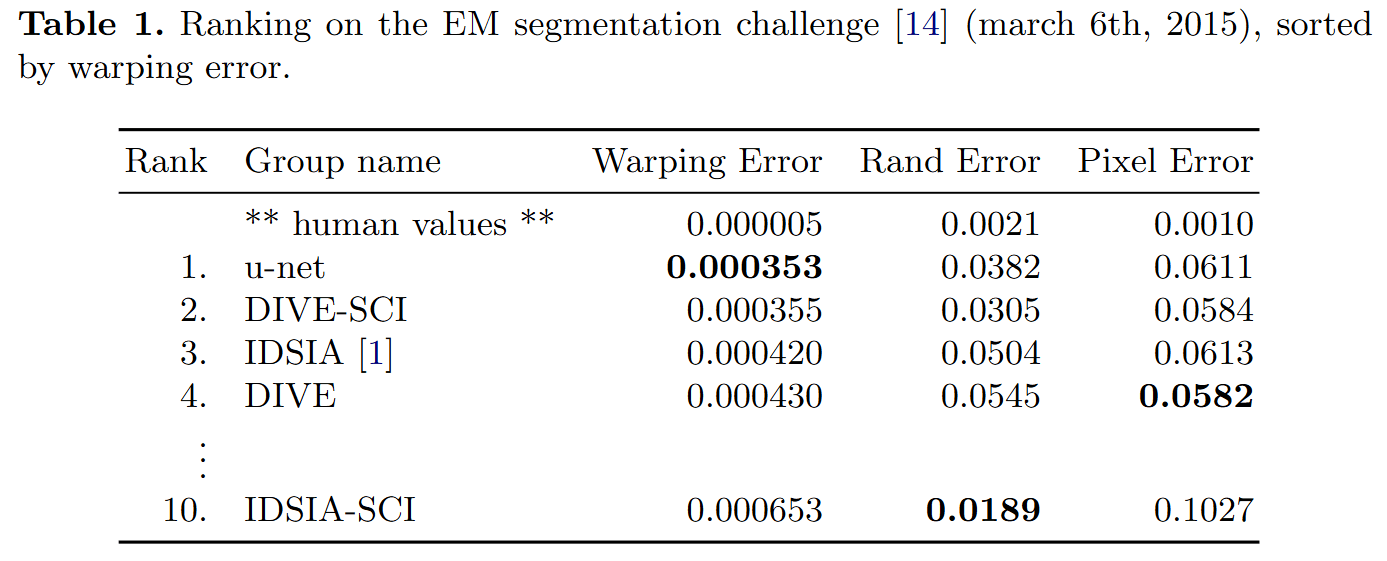 Table 1. Ranking on the EM segmentation challenge [14] (march 6th, 2015), sorted
by warping error.
Rank Group name Warping Error Rand Error Pixel Error
** human values ** 0.000005 0.0021 0.0010
1. u-net 0.000353 0.0382 0.0611
2. DIVE-SCI 0.000355 0.0305 0.0584
3. IDSIA [1] 0.000420 0.0504 0.0613
4. DIVE 0.000430 0.0545 0.0582
⋮
10. IDSIA-SCI 0.000653 0.0189 0.1027